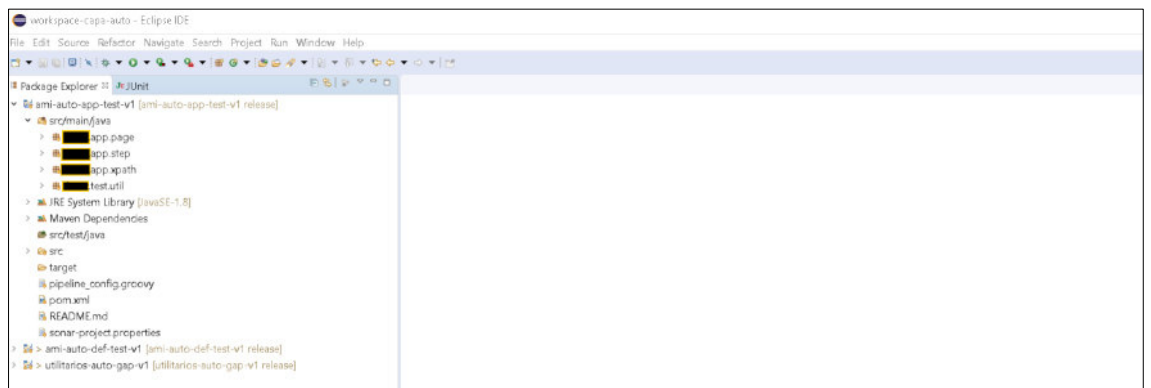 workspace-capa-auto - Eclipse IDE
File Edit Source Refactor Navigate Search Project Run Window Help
Package Explorer JUnit
ami-auto-app-test-v1 [ami-auto-app-test-v1 release]
src/main/java
.app.page
app.step
app.xpath
.test.util
JRE System Library [JavaSE-1.8]
Maven Dependencies
src/test/java
src
target
pipeline_config.groovy
pom.xml
README.md
sonar-project.properties
> ami-auto-def-test-v1 [ami-auto-def-test-v1 release]
> utilitarios-auto-gap-v1 [utilitarios-auto-gap-v1 release]